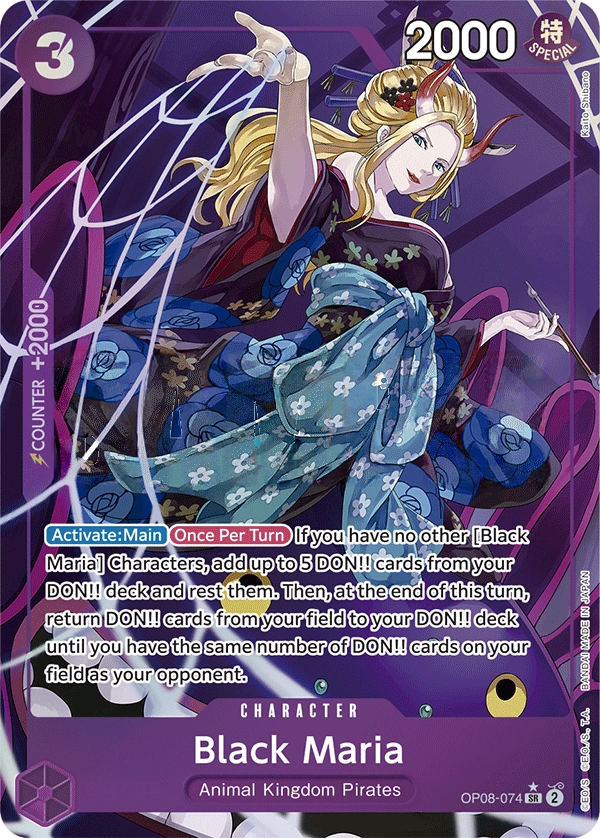 3
2000
特
SPECIAL
Kaito Shibano
COUNTER +2000
Activate:Main Once Per Turn If you have no other [Black
Maria] Characters, add up to 5 DON!! cards from your
DON!! deck and rest them. Then, at the end of this turn,
return DON!! cards from your field to your DON!! deck
until you have the same number of DON!! cards on your
field as your opponent.
CHARACTER
Black Maria
Animal Kingdom Pirates
OP08-074 SR 2
©E.O/S ©E.O./S., T.A. BANDAI MADE IN JAPAN